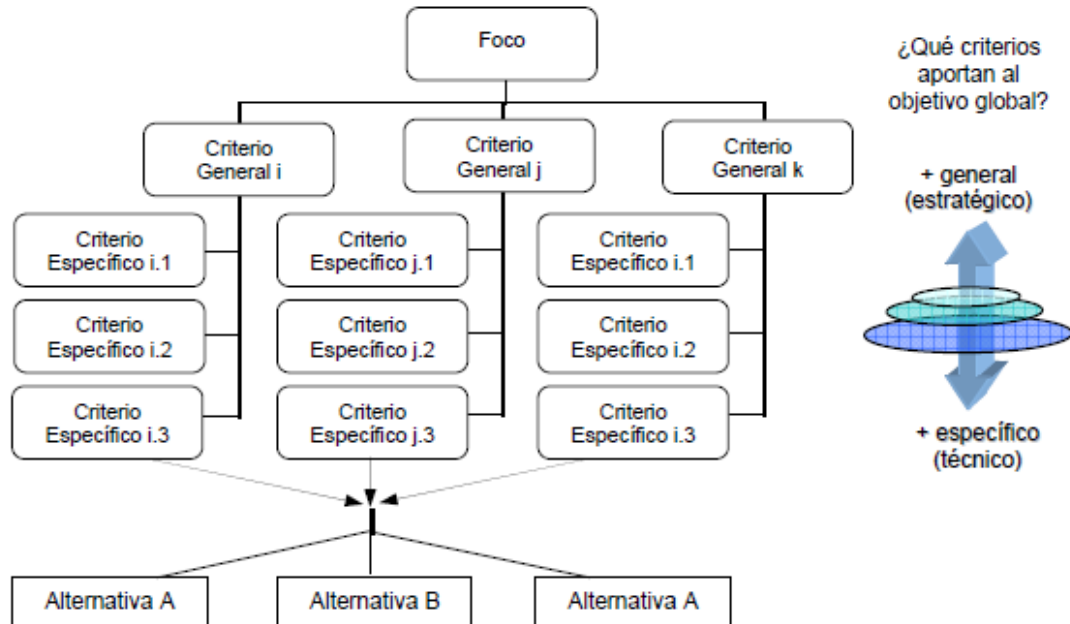 Foco
¿Qué criterios
aportan al
objetivo global?
Criterio
General i
Criterio
General j
Criterio
General k
+ general
(estratégico)
Criterio
Específico i.1
Criterio
Específico j.1
Criterio
Específico i.1
Criterio
Específico i.2
Criterio
Específico j.2
Criterio
Específico i.2
Criterio
Específico i.3
Criterio
Específico j.3
Criterio
Específico i.3
+ específico
(técnico)
Alternativa A
Alternativa B
Alternativa A